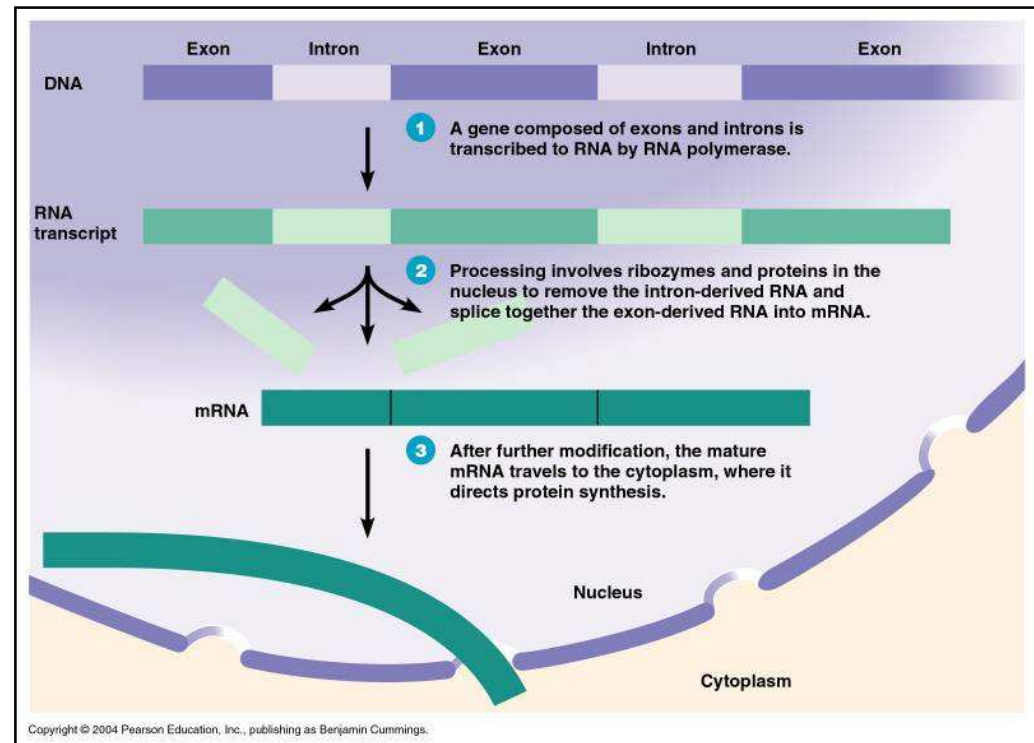 Exon Intron Exon Intron Exon
DNA
1 A gene composed of exons and introns is
transcribed to RNA by RNA polymerase.
RNA
transcript
2 Processing involves ribozymes and proteins in the
nucleus to remove the intron-derived RNA and
splice together the exon-derived RNA into mRNA.
mRNA
3 After further modification, the mature
mRNA travels to the cytoplasm, where it
directs protein synthesis.
Nucleus
Cytoplasm
Copyright © 2004 Pearson Education, Inc., publishing as Benjamin Cummings.